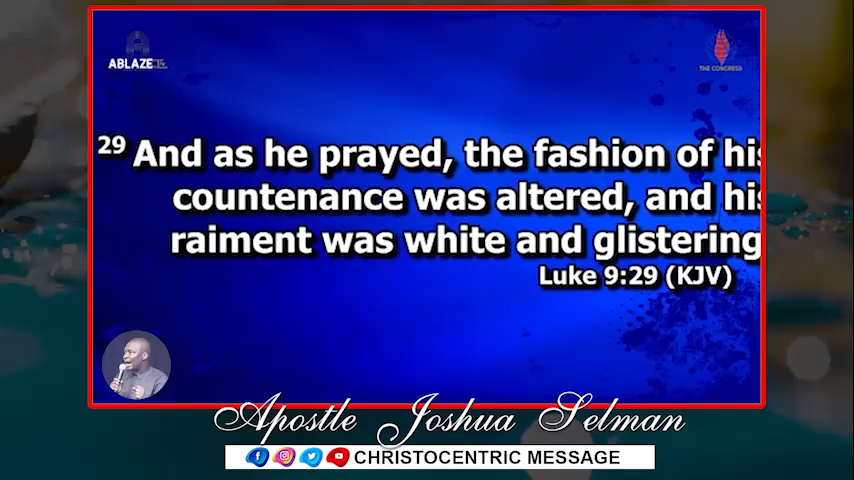 ABLAZE TV
THE CONGRESS
29 And as he prayed, the fashion of his
countenance was altered, and his
raiment was white and glistering
Luke 9:29 (KJV)
Apostle Joshua Selman
CHRISTOCENTRIC MESSAGE